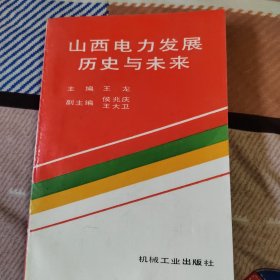 山西电力发展
历史与未来
主编 王龙
副主编 侯兆庆
王大卫
机械工业出版社